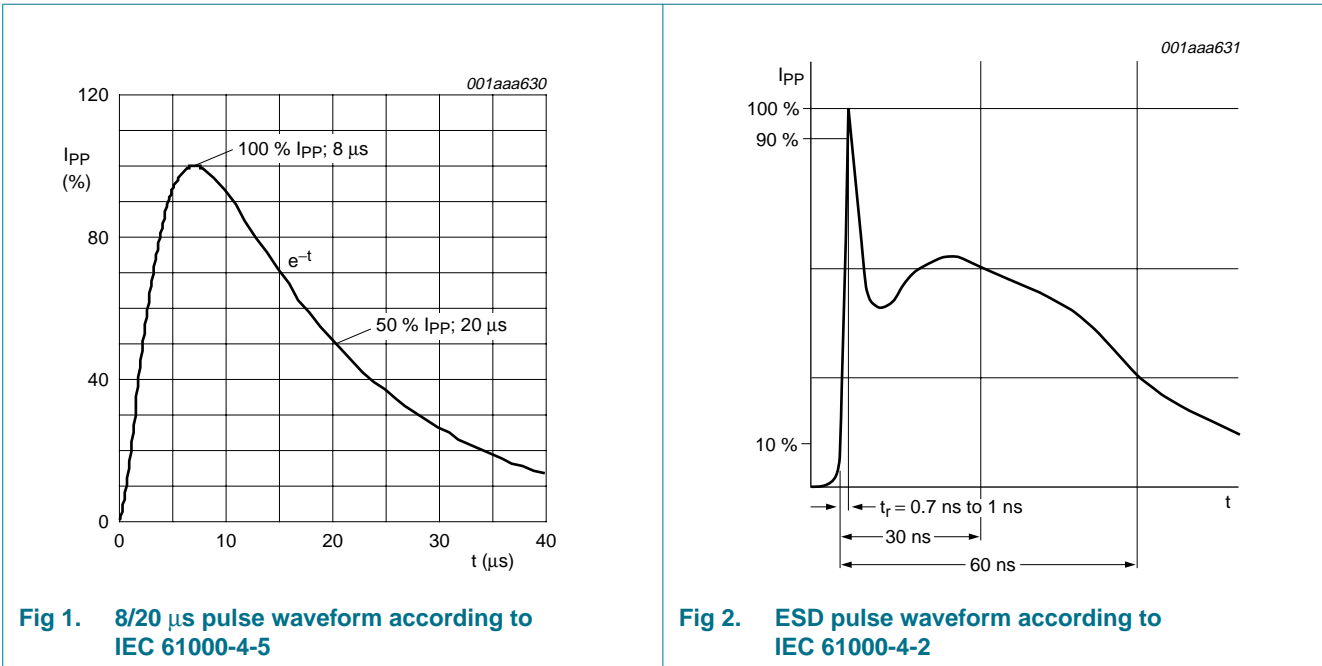 001aaa630
120
80
40
0
IPP
(%)
100 % IPP; 8 μs
e−t
50 % IPP; 20 μs
0
10
20
30
40
t (μs)
Fig 1. 8/20 μs pulse waveform according to
IEC 61000-4-5
001aaa631
IPP
100 %
90 %
10 %
t
tr = 0.7 ns to 1 ns
30 ns
60 ns
Fig 2. ESD pulse waveform according to
IEC 61000-4-2